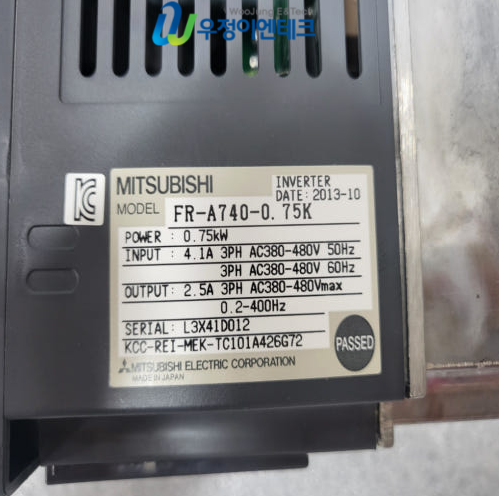 WooJung E&Tech
우정이엔테크
MITSUBISHI
INVERTER
DATE: 2013-10
MODEL FR-A740-0.75K
POWER : 0.75kW
INPUT : 4.1A 3PH AC380-480V 50Hz
3PH AC380-480V 60Hz
OUTPUT: 2.5A 3PH AC380-480Vmax
0.2-400Hz
SERIAL: L3X41D012
KCC-REI-MEK-TC101A426G72
PASSED
MITSUBISHI ELECTRIC CORPORATION
MADE IN JAPAN